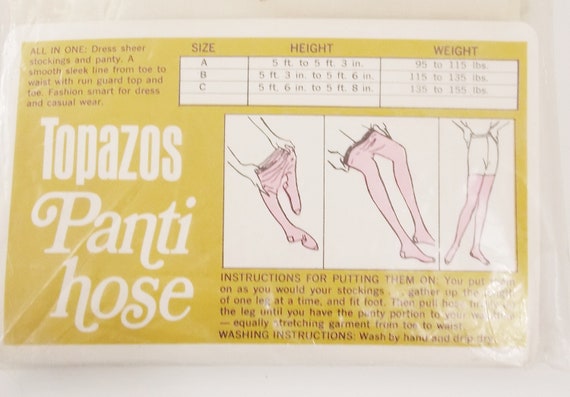 ALL IN ONE: Dress sheer
stockings and panty. A
smooth sleek line from toe to
waist with run guard top and
toe. Fashion smart for dress
and casual wear.
SIZE HEIGHT WEIGHT
A 5 ft. to 5 ft. 3 in. 95 to 115 lbs.
B 5 ft. 3 in. to 5 ft. 6 in. 115 to 135 lbs.
C 5 ft. 6 in. to 5 ft. 8 in. 135 to 155 lbs.
Topazos
Panti
hose
INSTRUCTIONS FOR PUTTING THEM ON: You put them
on as you would your stockings . . . gather up the
of one leg at a time, and fit foot. Then pull
the leg until you have the panty portion to your
— equally stretching garment from toe to waist.
WASHING INSTRUCTIONS: Wash by hand and drip